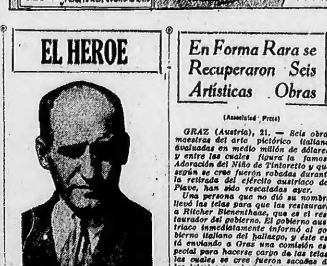 EL HEROE
En Forma Rara se
Recuperaron Seis
Artísticas Obras
(Associated Press)
GRAZ (Austria), 21. — Seis obras
maestras del arte pictórico italiano
avaluadas en medio millón de dólares
y entre las cuales figura la famosa
Adoración del Niño de Tintoretto y que
según se cree fueron robadas durante
la retirada del ejército austriaco del
Piave, han sido rescatadas ayer.
Una persona que no dió su nombre
llevó las telas para que las restaurara
a Ritcher Bienenthaae, que es el res
taurador del gobierno. El gobierno aus
triaco inmediatamente informó al go
bierno italiano del hallazgo, y éste es
tá enviando a Graz una comisión es
pecial para hacerse cargo de las telas
las cuales se cree fueron sacadas de